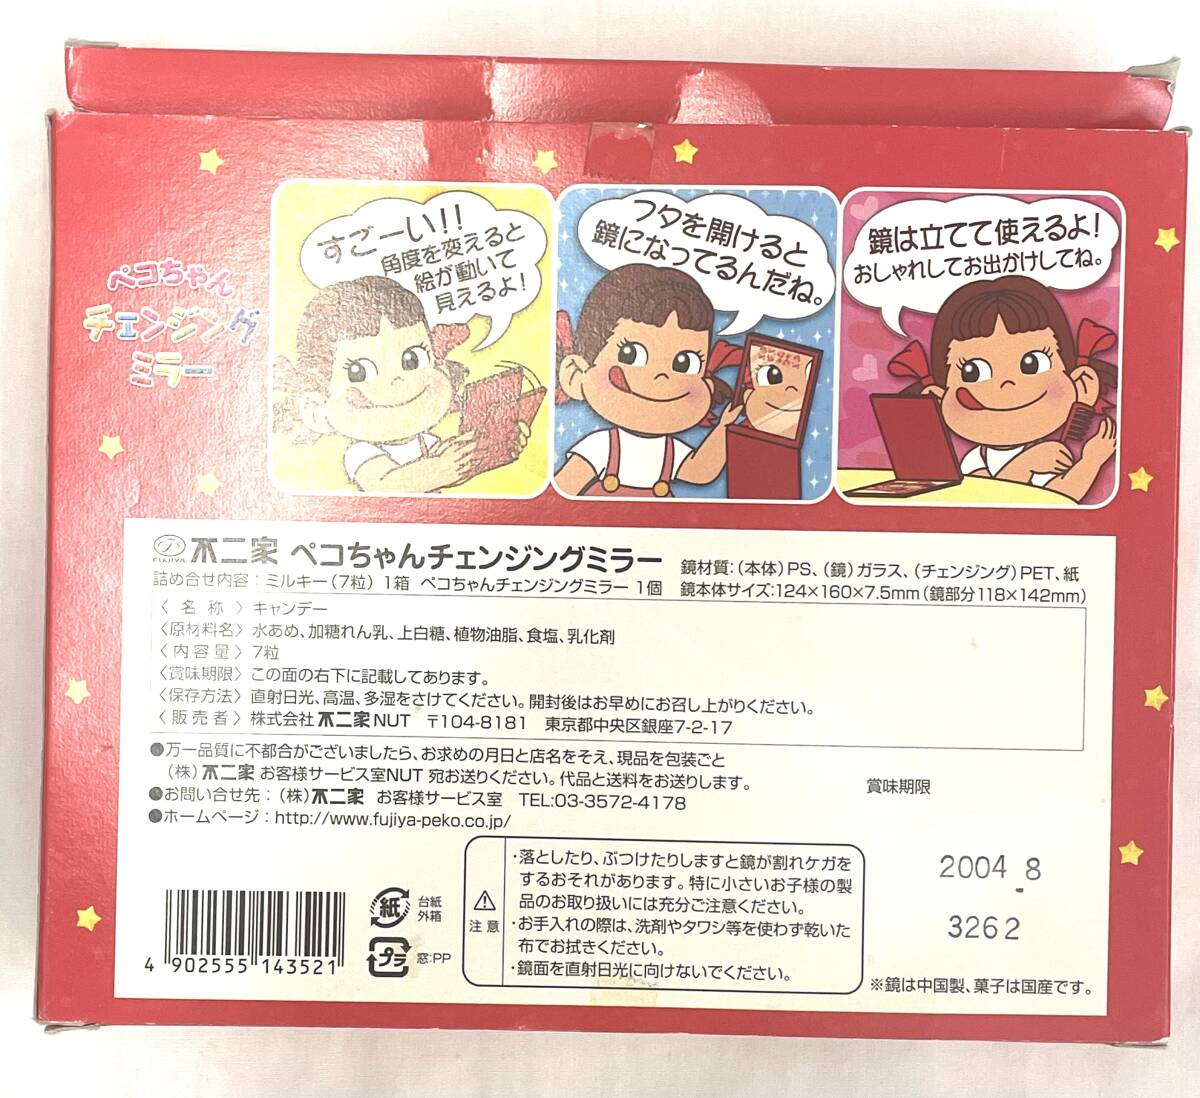 ペコちゃん
チェンジング
ミラー
すごーい!!
角度を変えると
絵が動いて
見えるよ!
フタを開けると
鏡になってるんだね。
鏡は立てて使えるよ!
おしゃれしてお出かけしてね。
FUJIYA 不二家 ペコちゃんチェンジングミラー
詰め合せ内容:ミルキー(7粒)1箱 ペコちゃんチェンジングミラー 1個
鏡材質:(本体)PS、(鏡)ガラス、(チェンジング)PET、紙
鏡本体サイズ:124×160×7.5mm(鏡部分118×142mm)
〈名称〉キャンデー
〈原材料名〉水あめ、加糖れん乳、上白糖、植物油脂、食塩、乳化剤
〈内容量〉7粒
〈賞味期限〉この面の右下に記載してあります。
〈保存方法〉直射日光、高温、多湿をさけてください。開封後はお早めにお召し上がりください。
〈販売者〉株式会社 不二家 NUT 〒104-8181 東京都中央区銀座7-2-17
●万一品質に不都合がございましたら、お求めの月日と店名をそえ、現品を包装ごと
(株)不二家 お客様サービス室NUT 宛お送りください。代品と送料をお送りします。
●お問い合せ先:(株)不二家 お客様サービス室 TEL:03-3572-4178
●ホームページ:http://www.fujiya-peko.co.jp/
賞味期限
2004.8
3262
※鏡は中国製、菓子は国産です。
注意
・落としたり、ぶつけたりしますと鏡が割れケガを
するおそれがあります。特に小さいお子様の製
品のお取り扱いには充分ご注意ください。
・お手入れの際は、洗剤やタワシ等を使わず乾いた
布でお拭きください。
・鏡面を直射日光に向けないでください。
紙 台紙
外箱
プラ 窓:PP
4 902555 143521